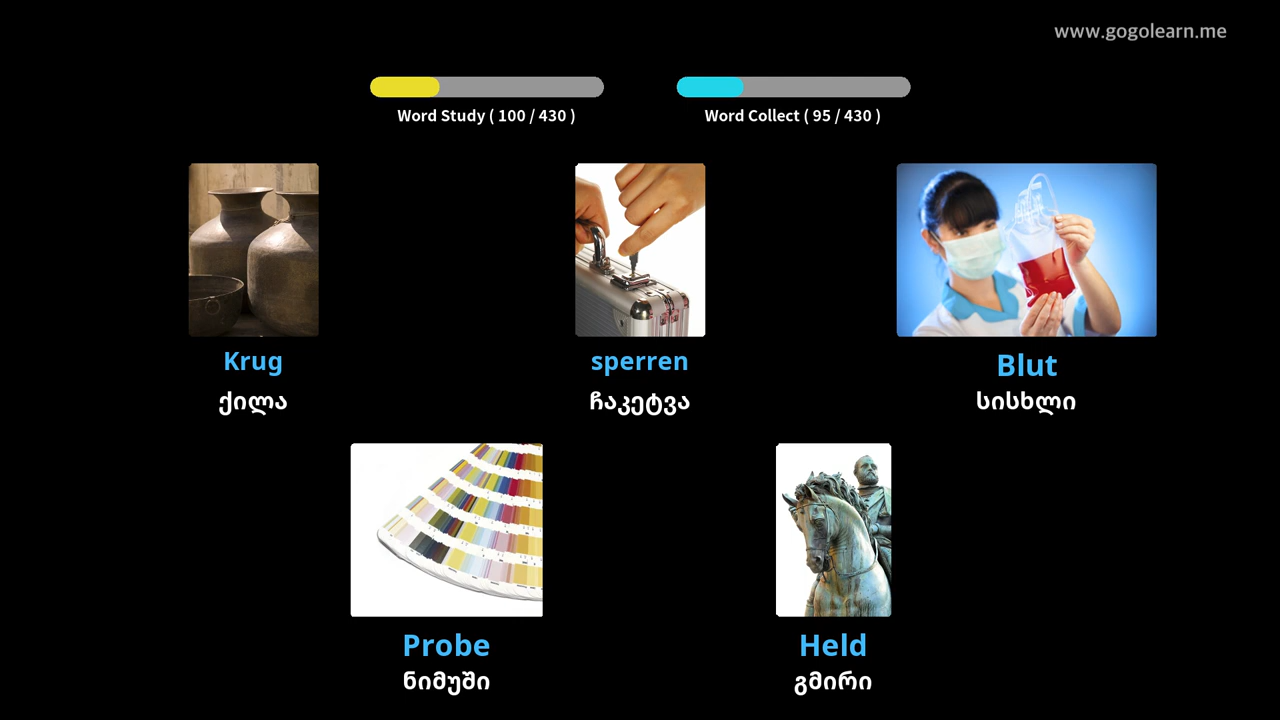 www.gogolearn.me
Word Study ( 100 / 430 )
Word Collect ( 95 / 430 )
Krug
ქილა
sperren
ჩაკეტვა
Blut
სისხლი
Probe
ნიმუში
Held
გმირი